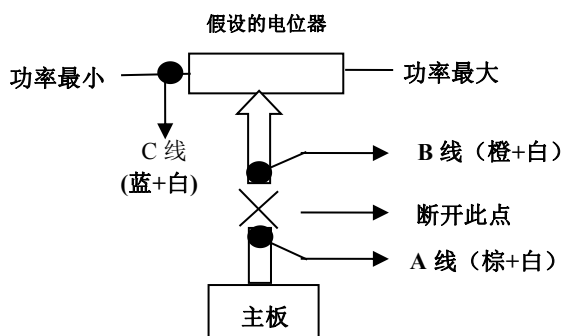 假设的电位器
功率最小
功率最大
C 线
(蓝+白)
B 线（橙+白）
断开此点
A 线（棕+白）
主板